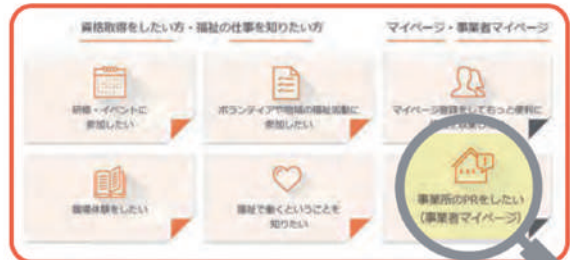 資格取得をしたい方・福祉の仕事を知りたい方
マイページ・事業者マイページ
研修・イベントに
参加したい
ボランティアや地域の福祉活動に
参加したい
マイページ登録をしてもっと便利に
職場体験をしたい
福祉で働くということを
知りたい
事業所のPRをしたい
(事業者マイページ)